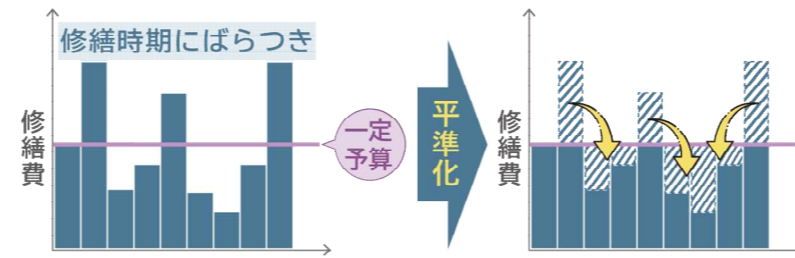 修繕時期にばらつき
修繕費
一定
予算
平準化
修繕費